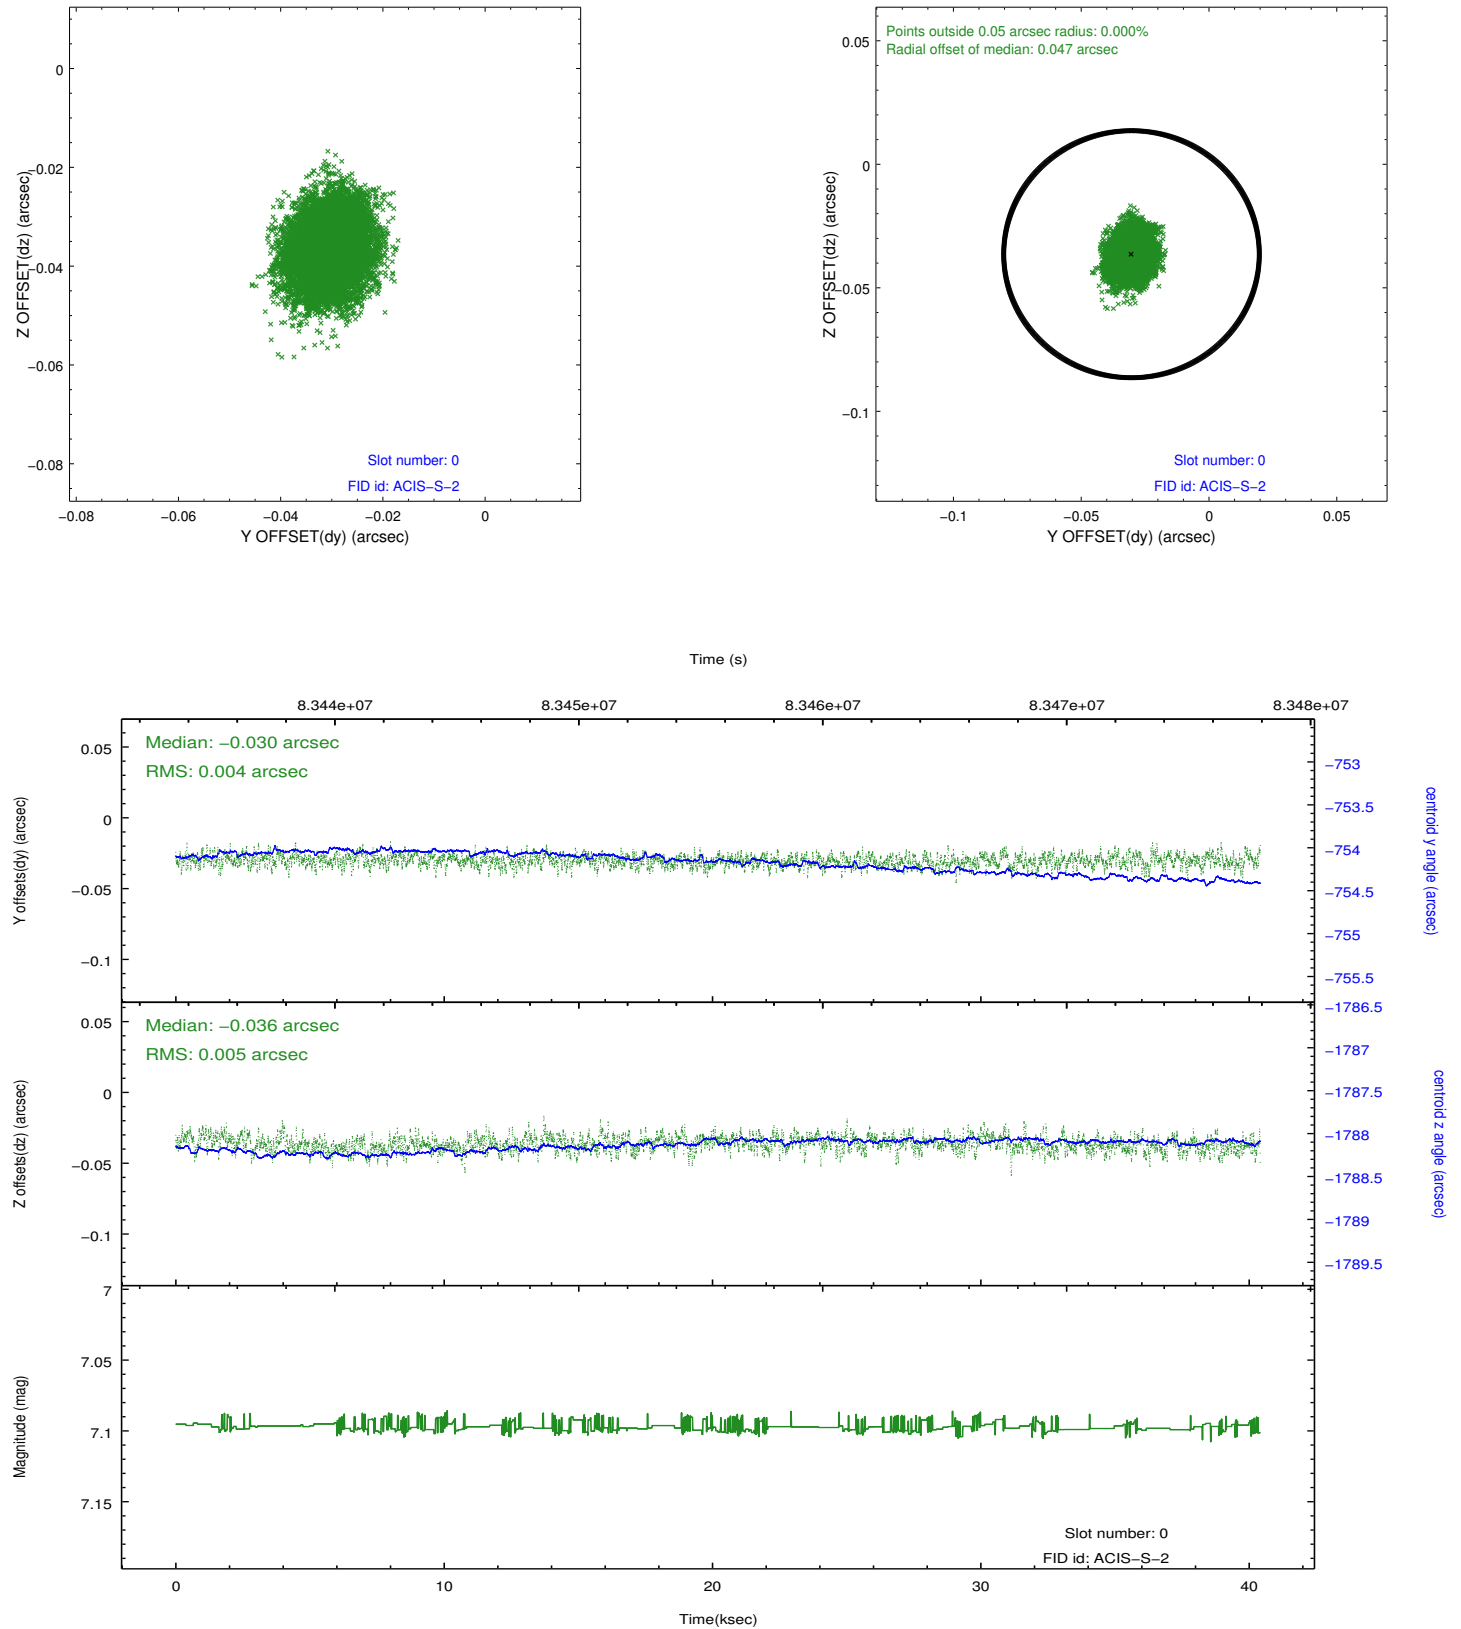 0
−0.02
−0.04
−0.06
−0.08
Z OFFSET(dz) (arcsec)
Slot number: 0
FID id: ACIS−S−2
−0.08
−0.06
−0.04
−0.02
0
Y OFFSET(dy) (arcsec)
Points outside 0.05 arcsec radius: 0.000%
Radial offset of median: 0.047 arcsec
0.05
0
−0.05
−0.1
Z OFFSET(dz) (arcsec)
Slot number: 0
FID id: ACIS−S−2
−0.1
−0.05
0
0.05
Y OFFSET(dy) (arcsec)
Time (s)
8.344e+07
8.345e+07
8.346e+07
8.347e+07
8.348e+07
Median: −0.030 arcsec
RMS: 0.004 arcsec
0.05
0
−0.05
−0.1
Y offsets(dy) (arcsec)
−753
−753.5
−754
−754.5
−755
−755.5
centroid y angle (arcsec)
Median: −0.036 arcsec
RMS: 0.005 arcsec
0.05
0
−0.05
−0.1
Z offsets(dz) (arcsec)
−1786.5
−1787
−1787.5
−1788
−1788.5
−1789
−1789.5
centroid z angle (arcsec)
7
7.05
7.1
7.15
Magnitude (mag)
Slot number: 0
FID id: ACIS−S−2
0
10
20
30
40
Time(ksec)